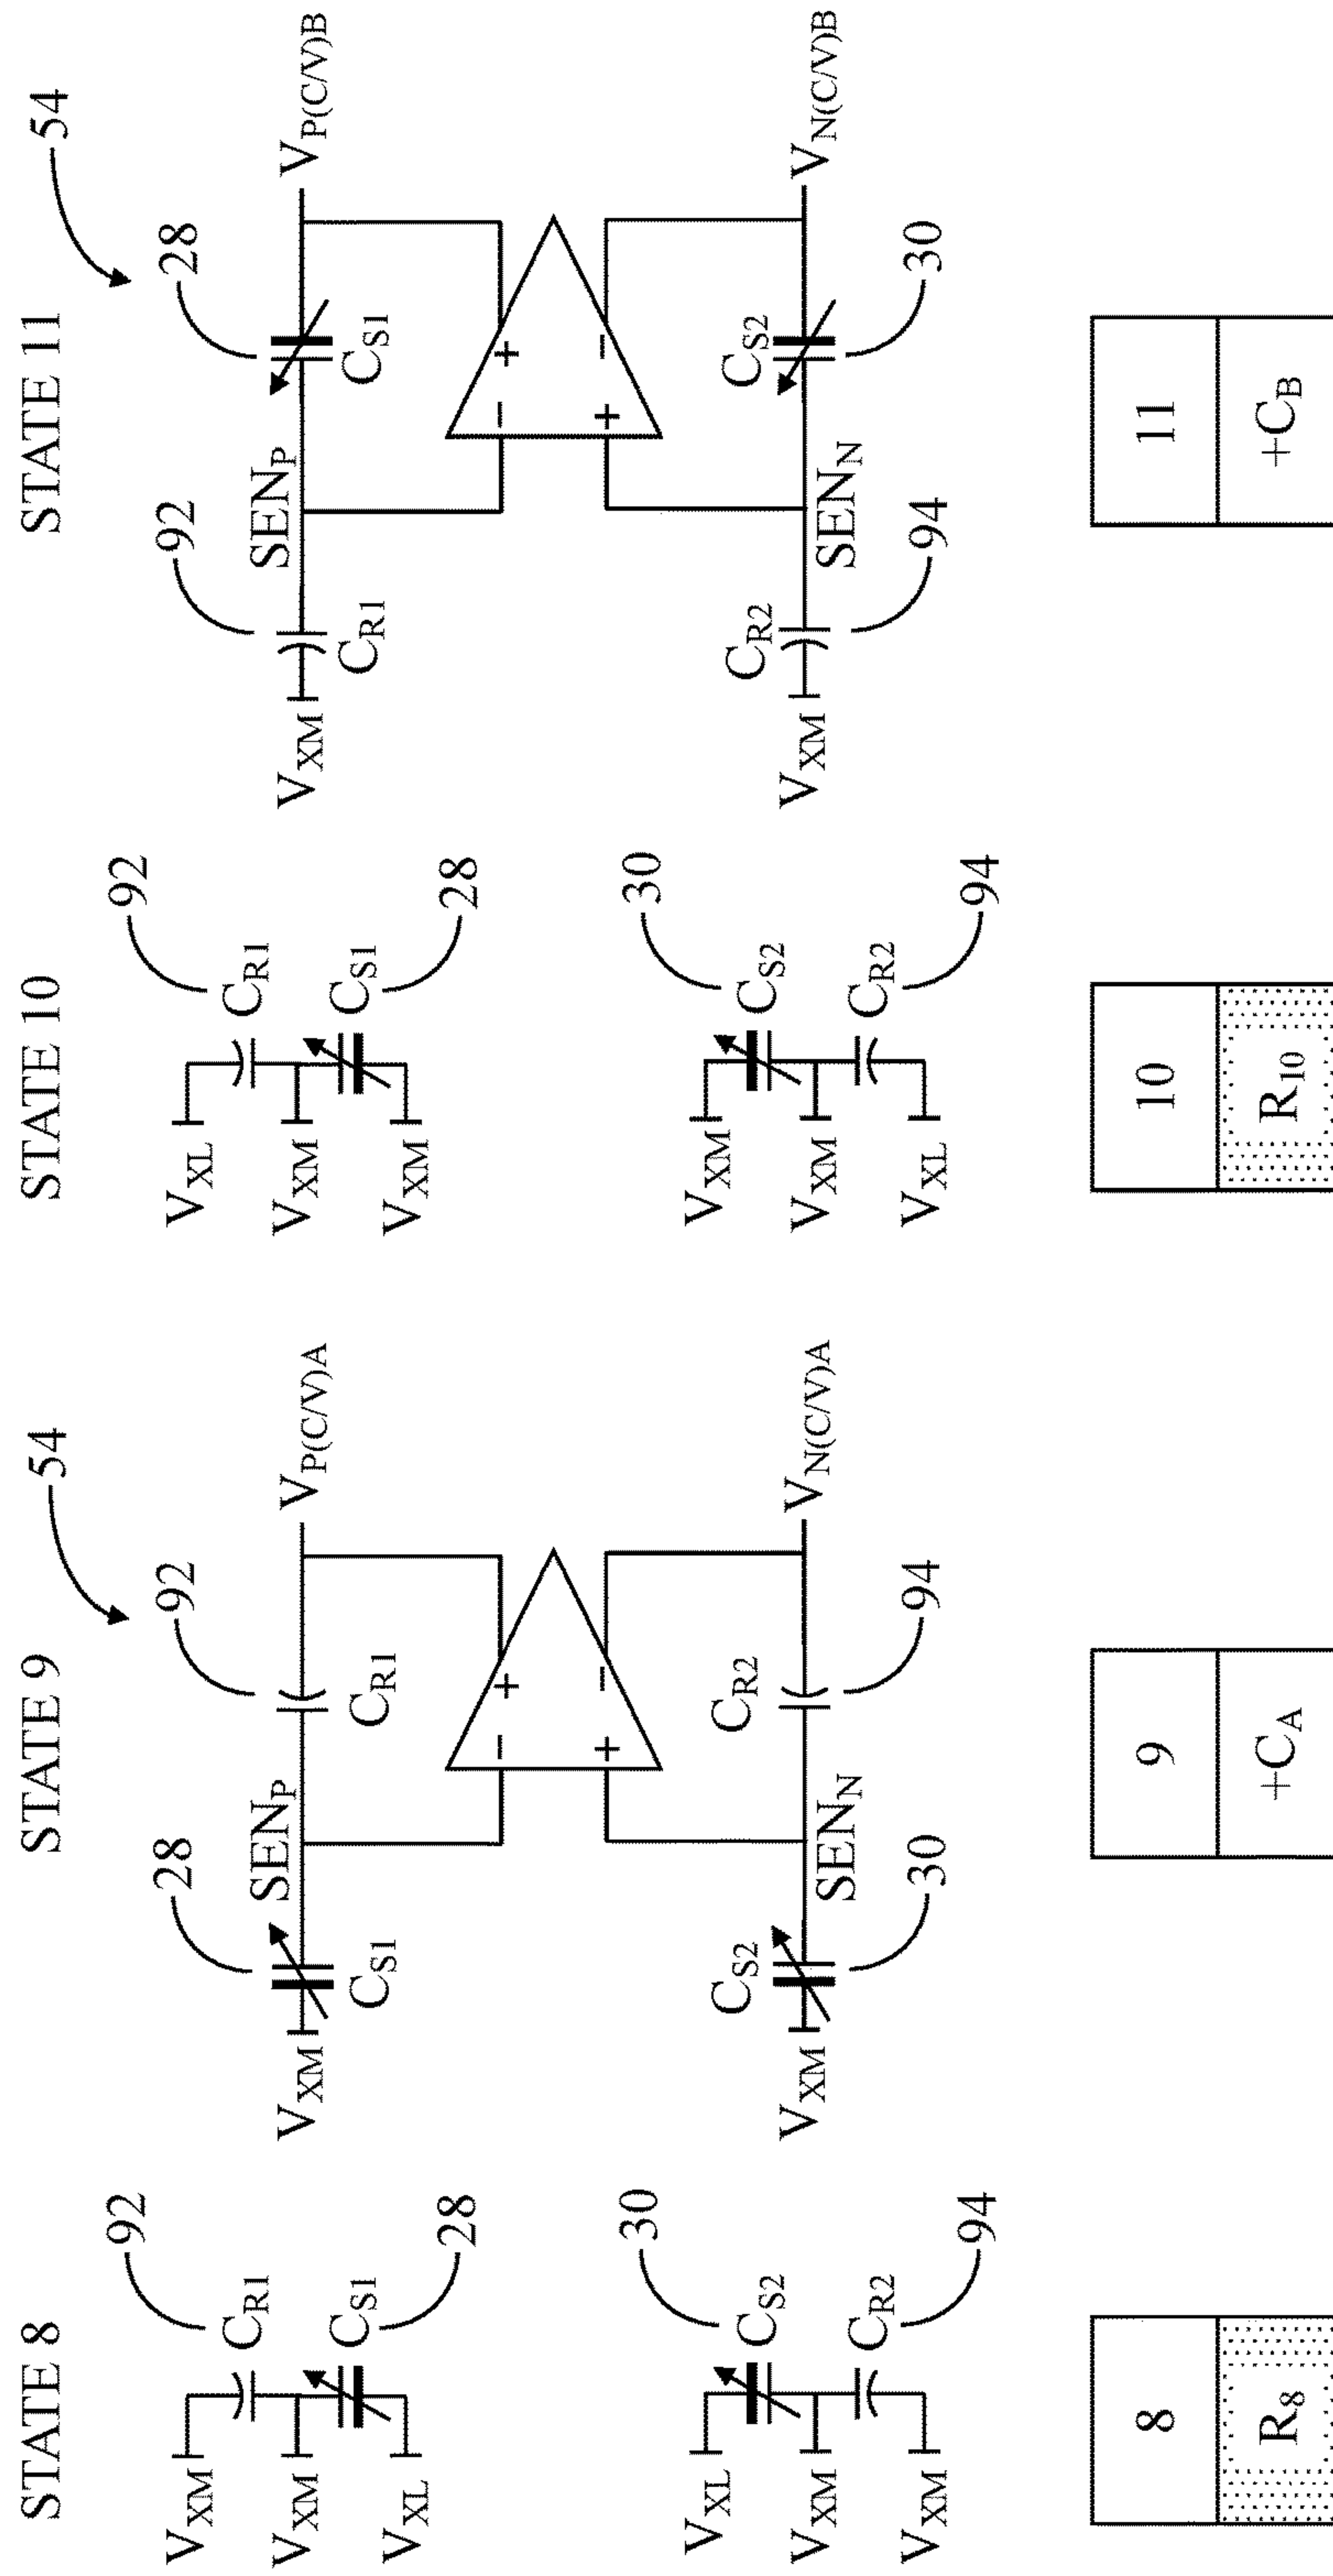 STATE 8
92
C_R1
V_XM
V_XM
C_S1
28
V_XL
30
V_XL
C_S2
V_XM
C_R2
94
V_XM
8
R_8
STATE 9
54
28
92
SEN_P
V_XM
V_P(C/V)A
C_S1
C_R1
− +
+ −
C_S2
C_R2
V_XM
V_N(C/V)A
SEN_N
30
94
9
+C_A
STATE 10
92
V_XL
C_R1
V_XM
C_S1
28
V_XM
30
V_XM
C_S2
V_XM
C_R2
94
V_XL
10
R_10
STATE 11
54
92
28
SEN_P
V_XM
V_P(C/V)B
C_R1
C_S1
− +
+ −
C_R2
C_S2
V_XM
V_N(C/V)B
SEN_N
94
30
11
+C_B